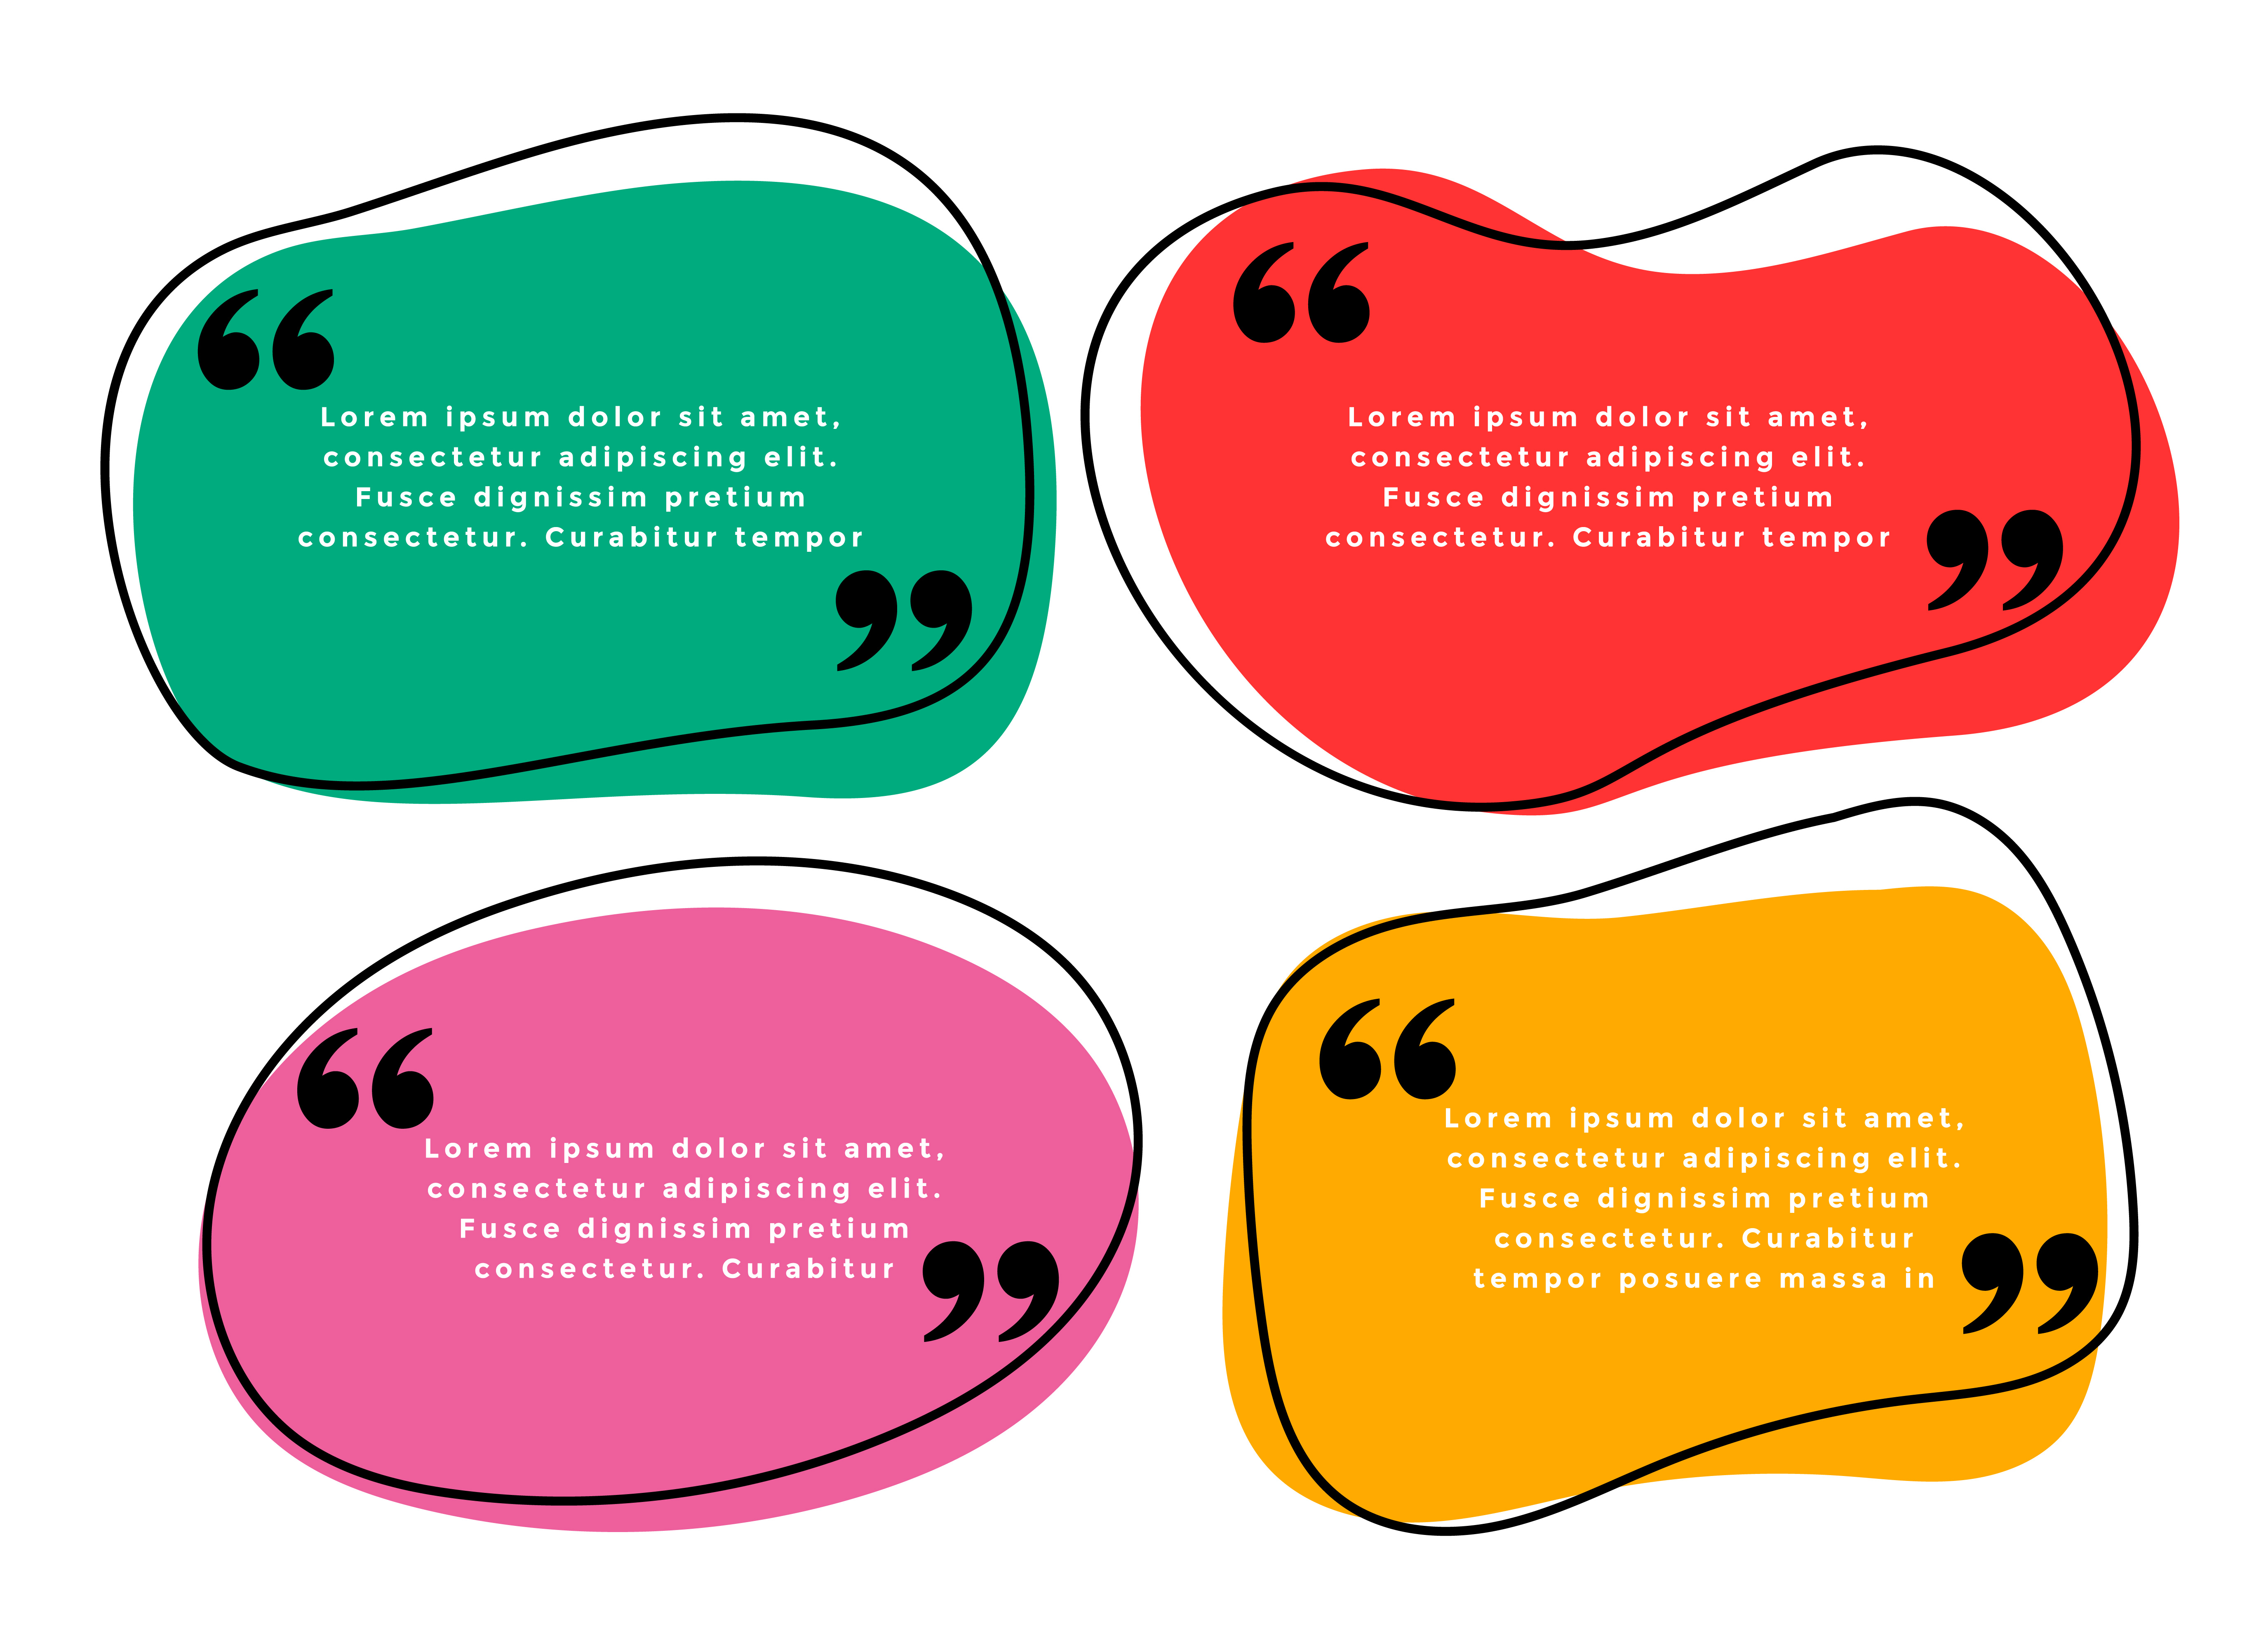 “
Lorem ipsum dolor sit amet,
consectetur adipiscing elit.
Fusce dignissim pretium
consectetur. Curabitur tempor
”
“
Lorem ipsum dolor sit amet,
consectetur adipiscing elit.
Fusce dignissim pretium
consectetur. Curabitur tempor
”
“
Lorem ipsum dolor sit amet,
consectetur adipiscing elit.
Fusce dignissim pretium
consectetur. Curabitur
”
“
Lorem ipsum dolor sit amet,
consectetur adipiscing elit.
Fusce dignissim pretium
consectetur. Curabitur
tempor posuere massa in
”